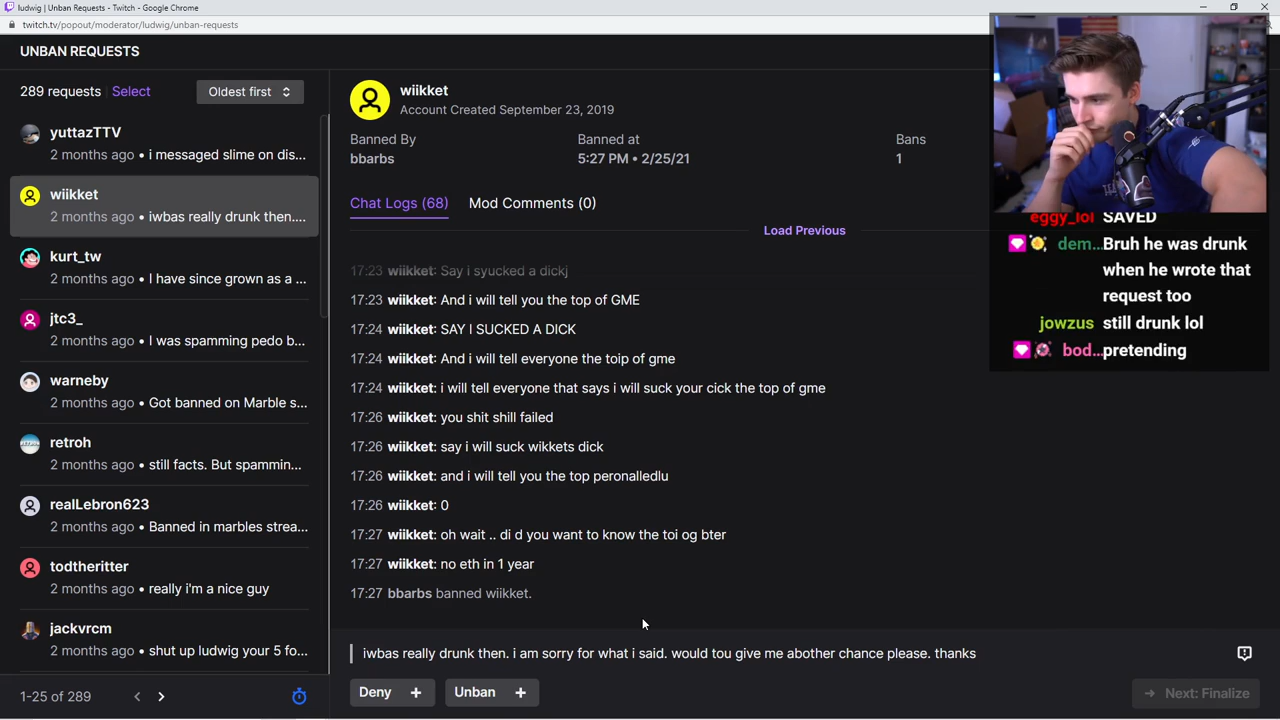 ludwig | Unban Requests - Twitch - Google Chrome
twitch.tv/popout/moderator/ludwig/unban-requests
UNBAN REQUESTS
289 requests | Select
Oldest first
yuttazTTV
2 months ago • i messaged slime on dis...
wiikket
2 months ago • iwbas really drunk then....
kurt_tw
2 months ago • I have since grown as a ...
jtc3_
2 months ago • I was spamming pedo b...
warneby
2 months ago • Got banned on Marble s...
retroh
2 months ago • still facts. But spammin...
realLebron623
2 months ago • Banned in marbles strea...
todtheritter
2 months ago • really i'm a nice guy
jackvrcm
2 months ago • shut up ludwig your 5 fo...
1-25 of 289
wiikket
Account Created September 23, 2019
Banned By
bbarbs
Banned at
5:27 PM • 2/25/21
Bans
1
Chat Logs (68)
Mod Comments (0)
Load Previous
17:23 wiikket: Say i syucked a dickj
17:23 wiikket: And i will tell you the top of GME
17:24 wiikket: SAY I SUCKED A DICK
17:24 wiikket: And i will tell everyone the toip of gme
17:24 wiikket: i will tell everyone that says i will suck your cick the top of gme
17:26 wiikket: you shit shill failed
17:26 wiikket: say i will suck wikkets dick
17:26 wiikket: and i will tell you the top peronalledlu
17:26 wiikket: 0
17:27 wiikket: oh wait .. di d you want to know the toi og bter
17:27 wiikket: no eth in 1 year
17:27 bbarbs banned wiikket.
iwbas really drunk then. i am sorry for what i said. would tou give me abother chance please. thanks
Deny +
Unban +
Next: Finalize
eggy_lol SAVED
dem... Bruh he was drunk
when he wrote that
request too
jowzus still drunk lol
bod... pretending